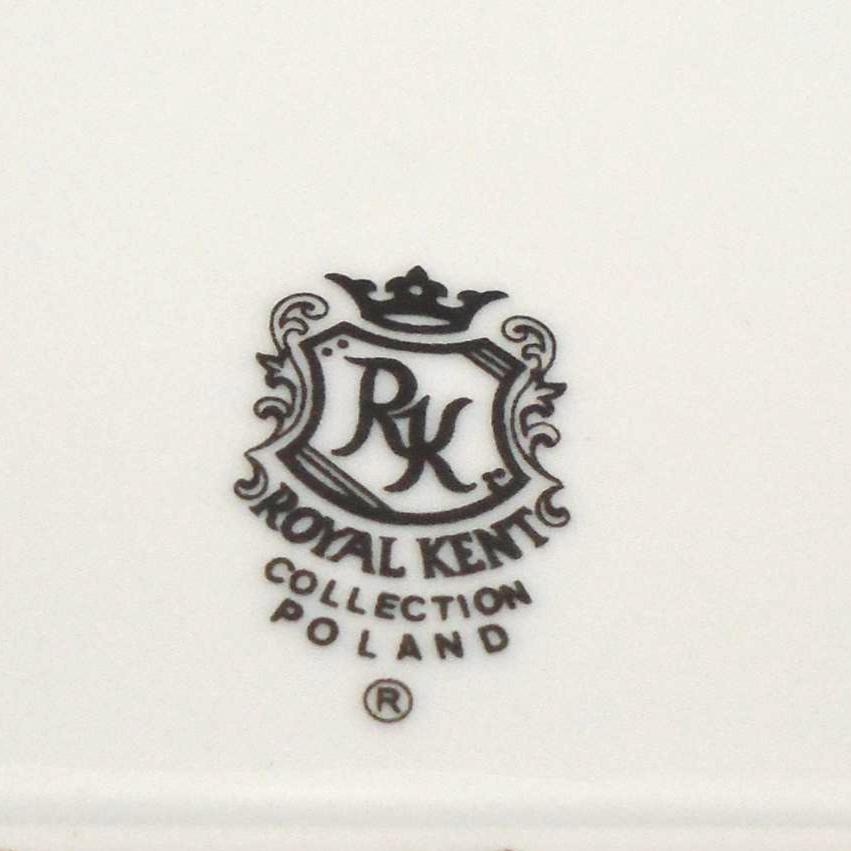 RK
ROYAL KENT
COLLECTION
POLAND
®